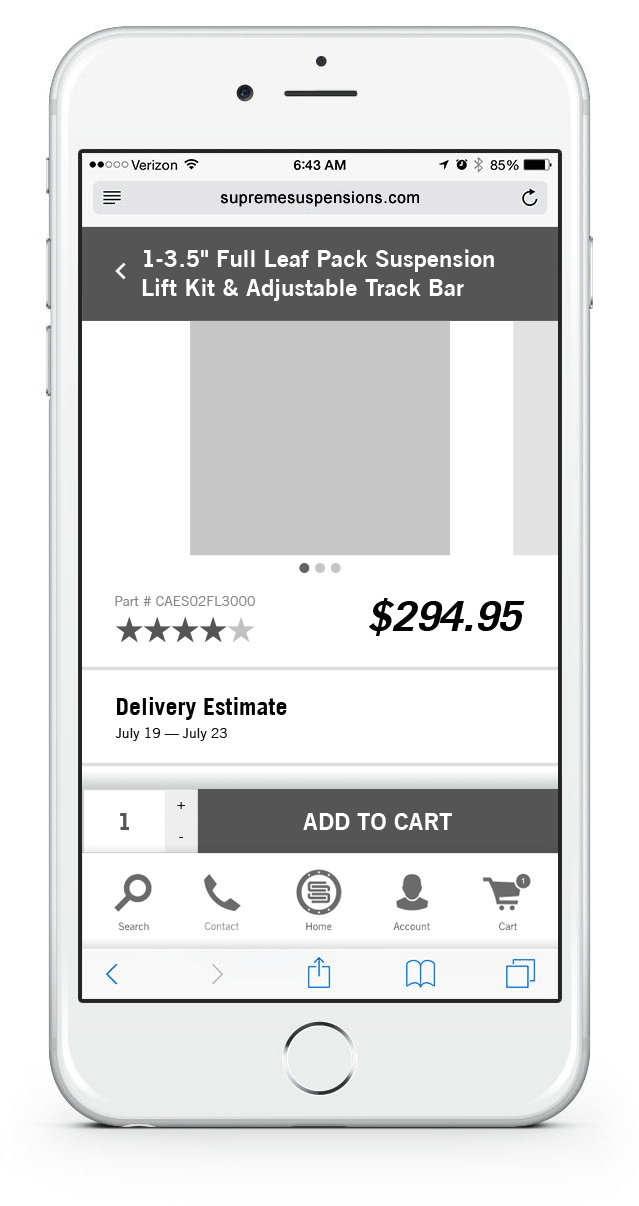 Verizon 6:43 AM 85%
supremesuspensions.com
1-3.5" Full Leaf Pack Suspension
Lift Kit & Adjustable Track Bar
Part # CAES02FL3000
$294.95
Delivery Estimate
July 19 — July 23
1 + -
ADD TO CART
1
Search Contact Home Account Cart